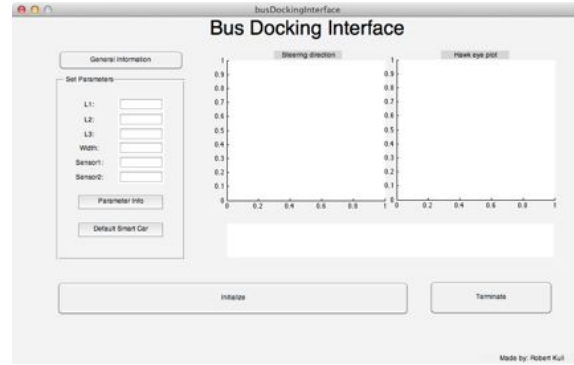 busDockingInterface
Bus Docking Interface
General Information
Set Parameters
L1:
L2:
L3:
Width:
Sensor1:
Sensor2:
Parameter Info
Default Smart Car
Steering direction
1
0.9
0.8
0.7
0.6
0.5
0.4
0.3
0.2
0.1
0
0 0.2 0.4 0.6 0.8 1
Hawk eye plot
1
0.9
0.8
0.7
0.6
0.5
0.4
0.3
0.2
0.1
0
0 0.2 0.4 0.6 0.8 1
Initialize
Terminate
Made by: Robert Kull